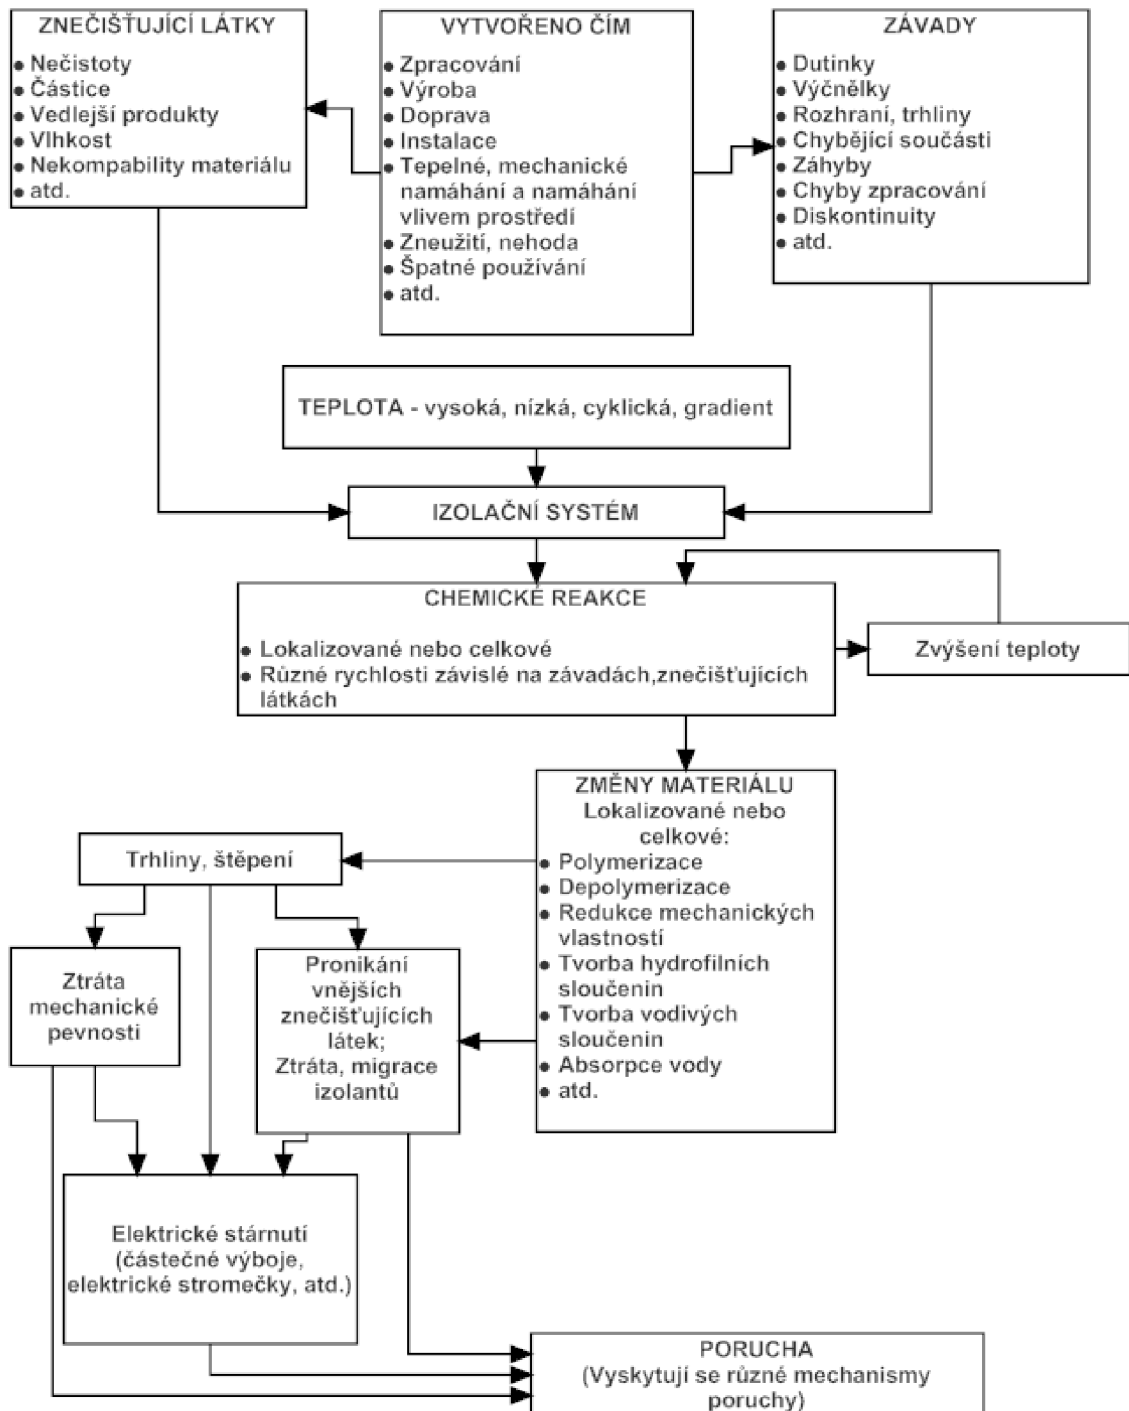 ZNEČIŠŤUJÍCÍ LÁTKY
● Nečistoty
● Částice
● Vedlejší produkty
● Vlhkost
● Nekompability materiálu
● atd.
VYTVOŘENO ČÍM
● Zpracování
● Výroba
● Doprava
● Instalace
● Tepelné, mechanické
namáhání a namáhání
vlivem prostředí
● Zneužití, nehoda
● Špatné používání
● atd.
ZÁVADY
● Dutinky
● Výčnělky
● Rozhraní, trhliny
● Chybějící součásti
● Záhyby
● Chyby zpracování
● Diskontinuity
● atd.
TEPLOTA - vysoká, nízká, cyklická, gradient
IZOLAČNÍ SYSTÉM
CHEMICKÉ REAKCE
● Lokalizované nebo celkové
● Různé rychlosti závislé na závadách,znečišťujících
látkách
Zvýšení teploty
ZMĚNY MATERIÁLU
Lokalizované nebo
celkové:
● Polymerizace
● Depolymerizace
● Redukce mechanických
vlastností
● Tvorba hydrofilních
sloučenin
● Tvorba vodivých
sloučenin
● Absorpce vody
● atd.
Trhliny, štěpení
Ztráta
mechanické
pevnosti
Pronikání
vnějších
znečišťujících
látek;
Ztráta, migrace
izolantů
Elektrické stárnutí
(částečné výboje,
elektrické stromečky, atd.)
PORUCHA
(Vyskytují se různé mechanismy
poruchy)